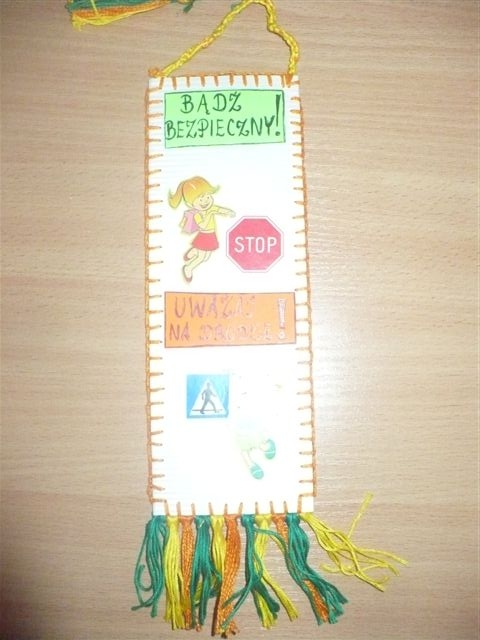 BĄDŹ
BEZPIECZNY!
STOP
UWAŻAJ
NA DRODZE!